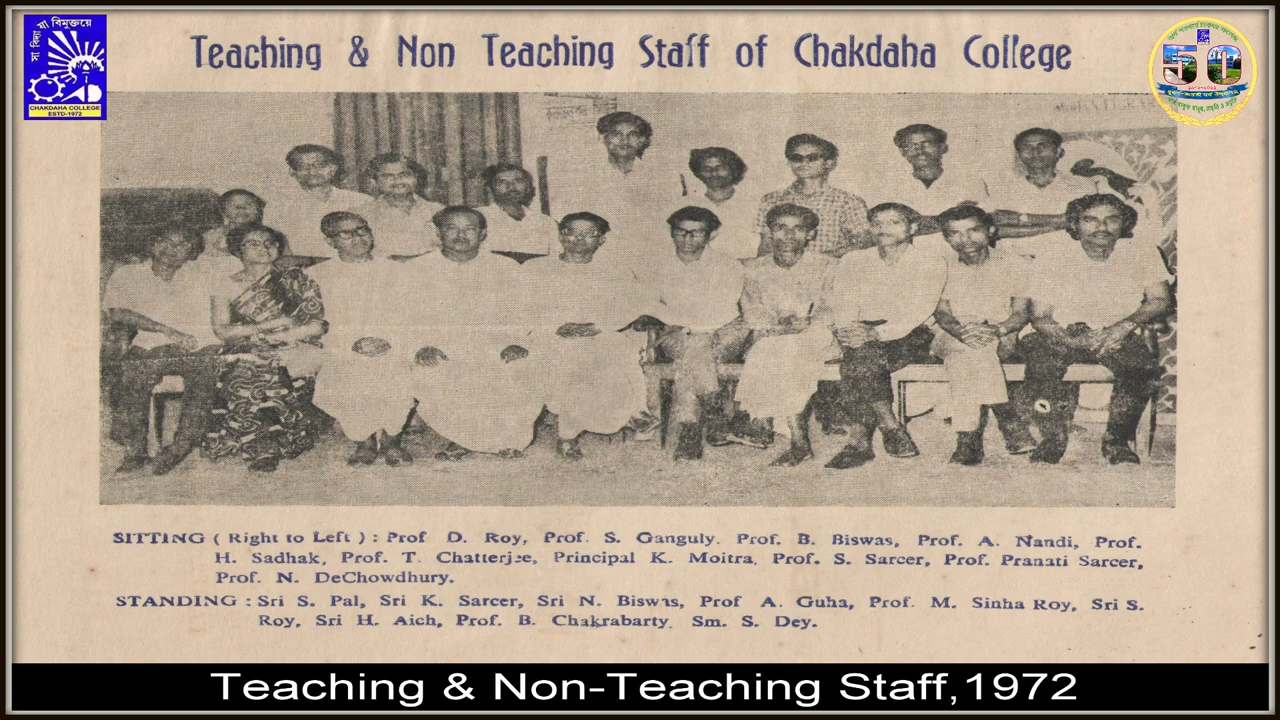 সা বিদ্যা যা বিমুক্তয়ে
CHAKDAHA COLLEGE
ESTD-1972
Teaching & Non Teaching Staff of Chakdaha College
50
SITTING ( Right to Left ) : Prof D. Roy, Prof. S. Ganguly. Prof. B. Biswas, Prof. A. Nandi, Prof.
H. Sadhak, Prof. T. Chatterjee, Principal K. Moitra, Prof. S. Sarcer, Prof. Pranati Sarcer,
Prof. N. DeChowdhury.
STANDING : Sri S. Pal, Sri K. Sarcer, Sri N. Biswas, Prof A. Guha, Prof. M. Sinha Roy, Sri S.
Roy, Sri H. Aich, Prof. B. Chakrabarty. Sm. S. Dey.
Teaching & Non-Teaching Staff,1972